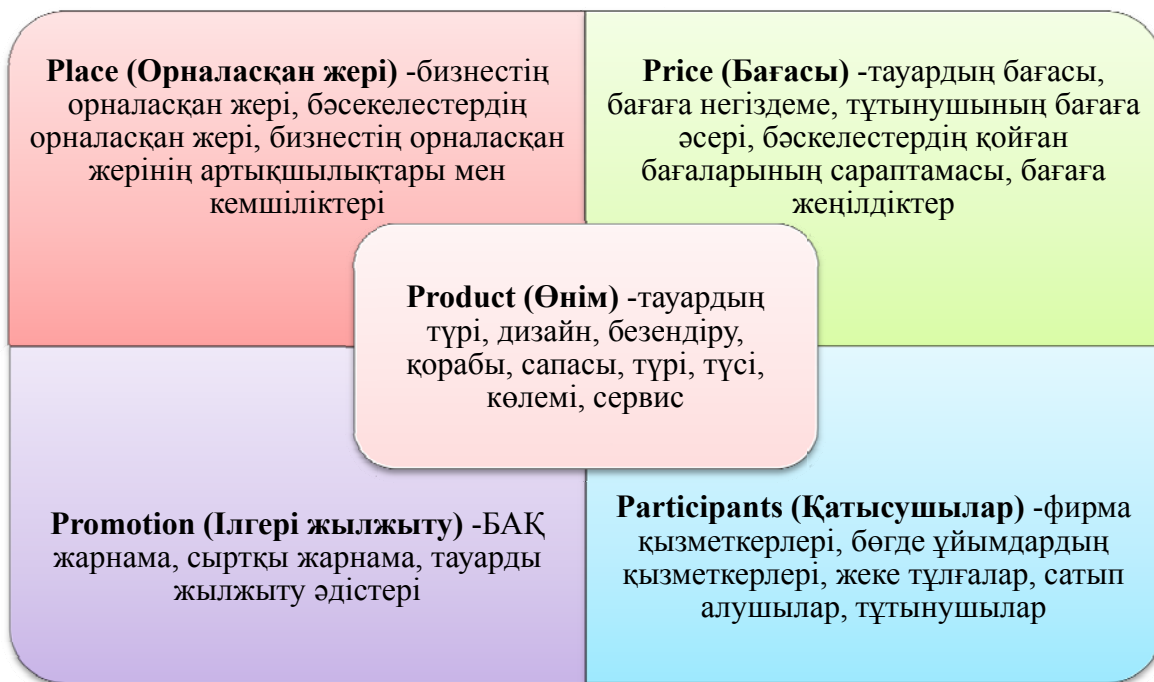 Place (Орналасқан жері) -бизнестің
орналасқан жері, бәсекелестердің
орналасқан жері, бизнестің орналасқан
жерінің артықшылықтары мен
кемшіліктері
Price (Бағасы) -тауардың бағасы,
бағаға негіздеме, тұтынушының бағаға
әсері, бәскелестердің қойған
бағаларының сараптамасы, бағаға
жеңілдіктер
Product (Өнім) -тауардың
түрі, дизайн, безендіру,
қорабы, сапасы, түрі, түсі,
көлемі, сервис
Promotion (Ілгері жылжыту) -БАҚ
жарнама, сыртқы жарнама, тауарды
жылжыту әдістері
Participants (Қатысушылар) -фирма
қызметкерлері, бөгде ұйымдардың
қызметкерлері, жеке тұлғалар, сатып
алушылар, тұтынушылар